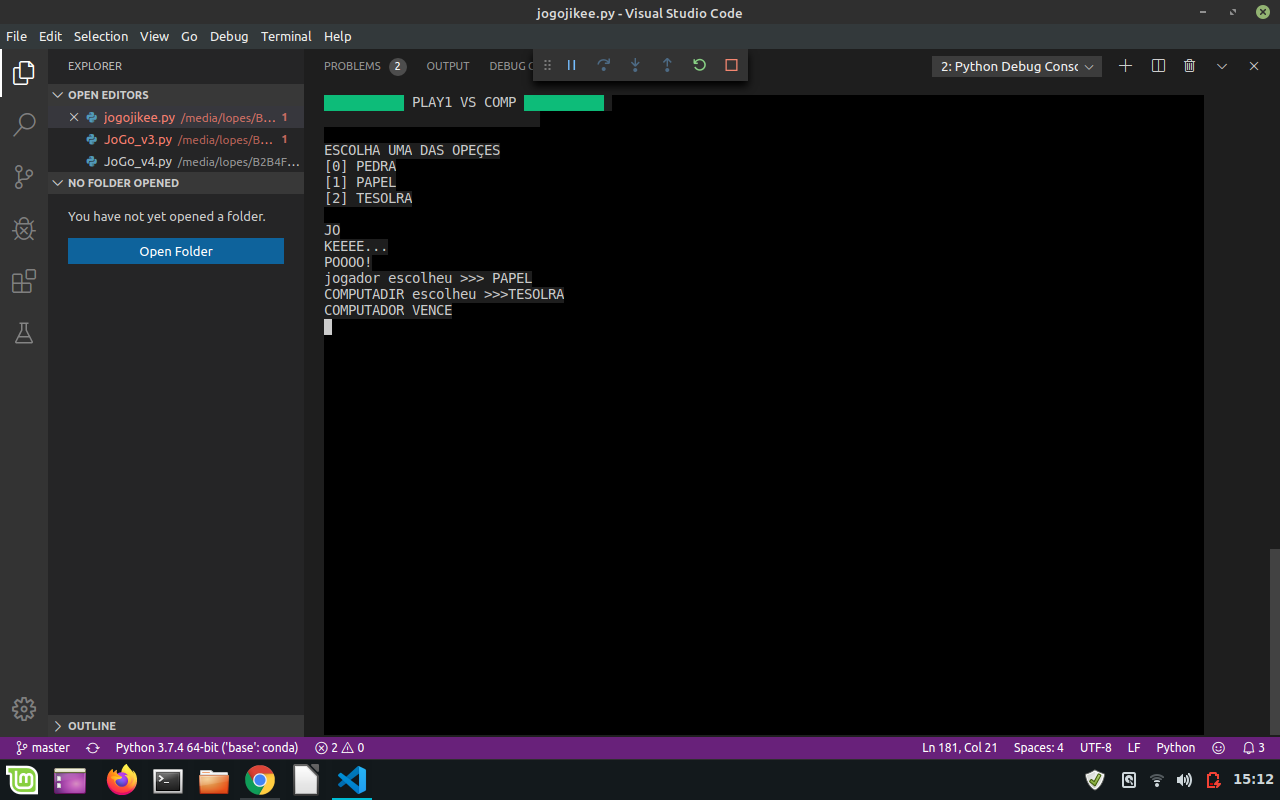 jogojikee.py - Visual Studio Code
File Edit Selection View Go Debug Terminal Help
EXPLORER
PROBLEMS 2 OUTPUT DEBUG C
2: Python Debug Consc
OPEN EDITORS
jogojikee.py /media/lopes/B... 1
JoGo_v3.py /media/lopes/B... 1
JoGo_v4.py /media/lopes/B2B4F...
NO FOLDER OPENED
You have not yet opened a folder.
Open Folder
OUTLINE
PLAY1 VS COMP
ESCOLHA UMA DAS OPEÇES
[0] PEDRA
[1] PAPEL
[2] TESOLRA
JO
KEEEE...
POOOO!
jogador escolheu >>> PAPEL
COMPUTADIR escolheu >>>TESOLRA
COMPUTADOR VENCE
master Python 3.7.4 64-bit ('base': conda) 2 0 Ln 181, Col 21 Spaces: 4 UTF-8 LF Python 3
15:12